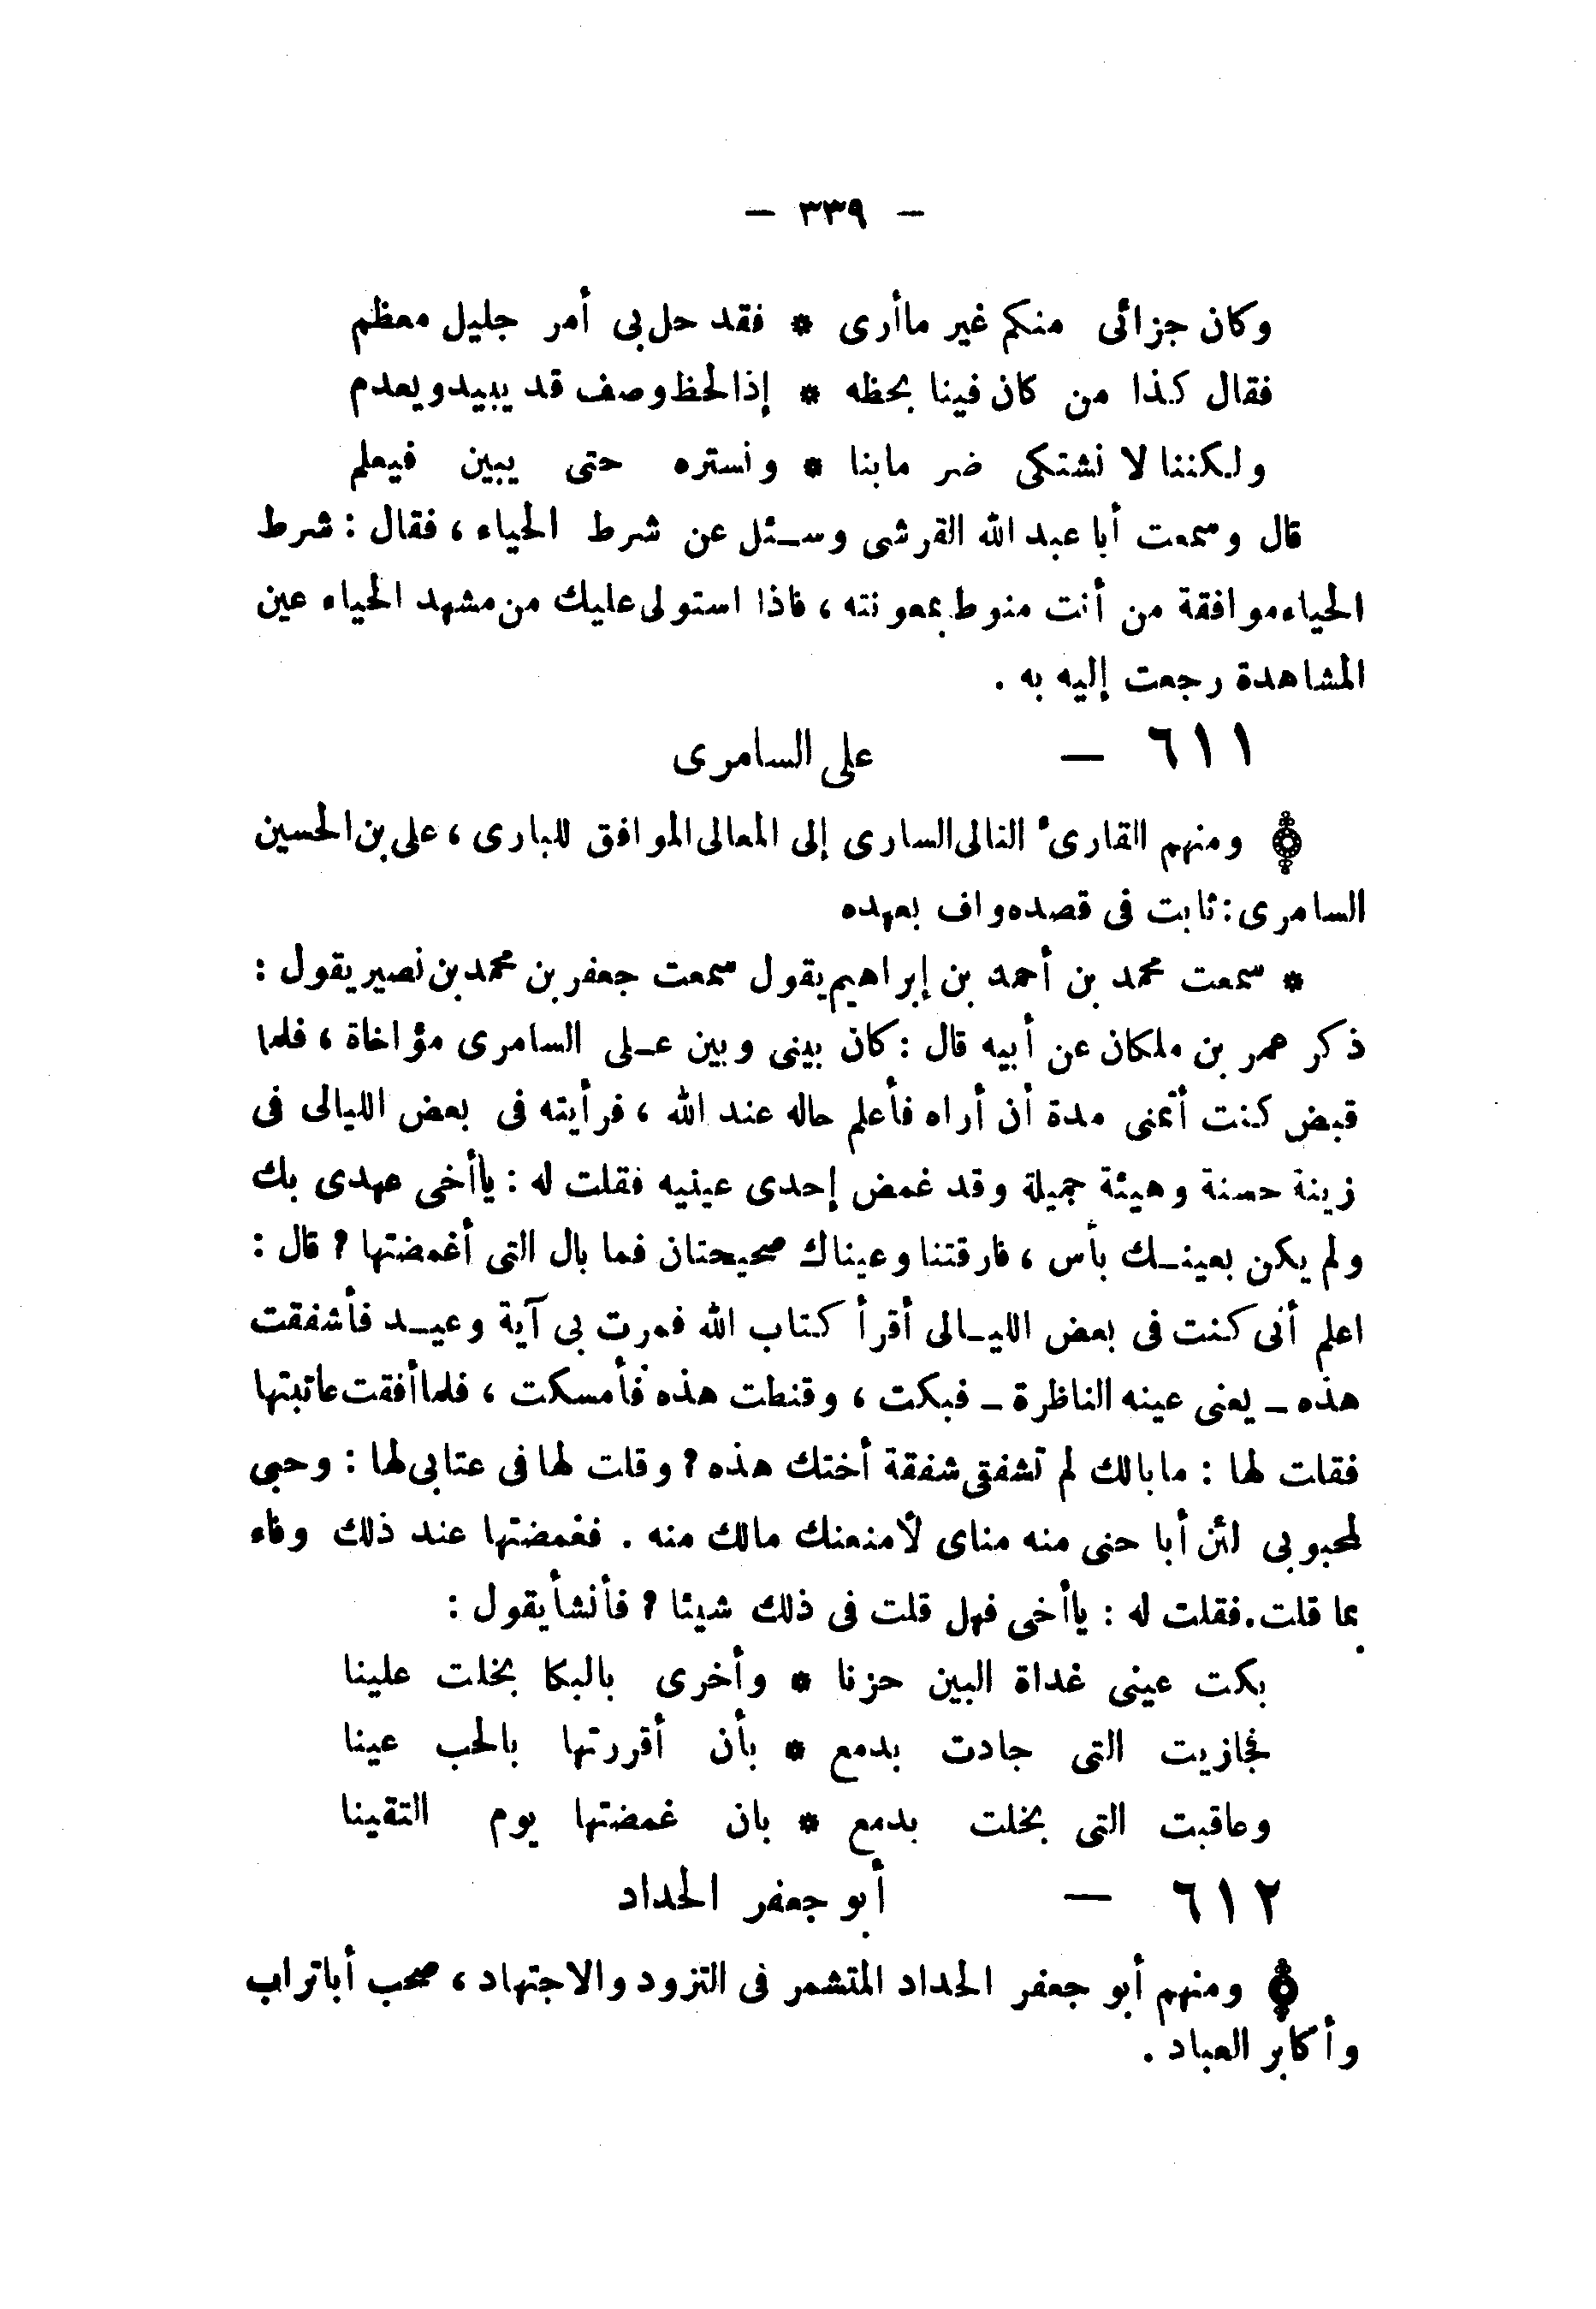 — ٣٣٩ —
وكان جزائى منكم غير ماأرى * فقد حل بى أمر جليل معظم
فقال كذا من كان فينا بحظه * إذا لحظ وصف قد يبيد ويعدم
ولكننا لا نشتكى ضر مابنا * ونستره حتى يبين فيعلم
قال وسمعت أبا عبد الله القرشى وسئل عن شرط الحياء ، فقال : شرط
الحياء موافقة من أنت منوط بمعونته ، فاذا استولى عليك من مشهد الحياء عين
المشاهدة رجعت إليه به .
٦١١ — على السامرى
ومنهم القارىء التالى السارى إلى المعالى الموافق للبارى ، على بن الحسين
السامرى : ثابت فى قصده واف بعهده
* سمعت محمد بن أحمد بن إبراهيم يقول سمعت جعفر بن محمد بن نصير يقول :
ذكر عمر بن ملكان عن أبيه قال : كان بينى وبين على السامرى مؤاخاة ، فلما
قبض كنت أتمنى مدة أن أراه فأعلم حاله عند الله ، فرأيته فى بعض الليالى فى
زينة حسنة وهيئة جميلة وقد غمض إحدى عينيه فقلت له : ياأخى عهدى بك
ولم يكن بعينك بأس ، فارقتنا وعيناك صحيحتان فما بال التى أغمضتها ? قال :
اعلم أنى كنت فى بعض الليالى أقرأ كتاب الله فمرت بى آية وعيد فأشفقت
هذه - يعنى عينه الناظرة - فبكت ، وقنطت هذه فأمسكت ، فلما أفقت عاتبتها
فقلت لها : مابالك لم تشفقى شفقة أختك هذه ? وقلت لها فى عتابى لها : وحبى
لمحبوبى لئن أبا حنى منه مناى لأمنعنك مالك منه . فغمضتها عند ذلك وفاء
بما قلت . فقلت له : ياأخى فهل قلت فى ذلك شيئا ? فأنشأ يقول :
بكت عينى غداة البين حزنا * وأخرى بالبكا بخلت علينا
فجازيت التى جادت بدمع * بأن أقررتها بالحب عينا
وعاقبت التى بخلت بدمع * بان غمضتها يوم التقينا
٦١٢ — أبو جعفر الحداد
ومنهم أبو جعفر الحداد المتشمر فى التزود والاجتهاد ، صحب أبا تراب
وأكابر العباد .